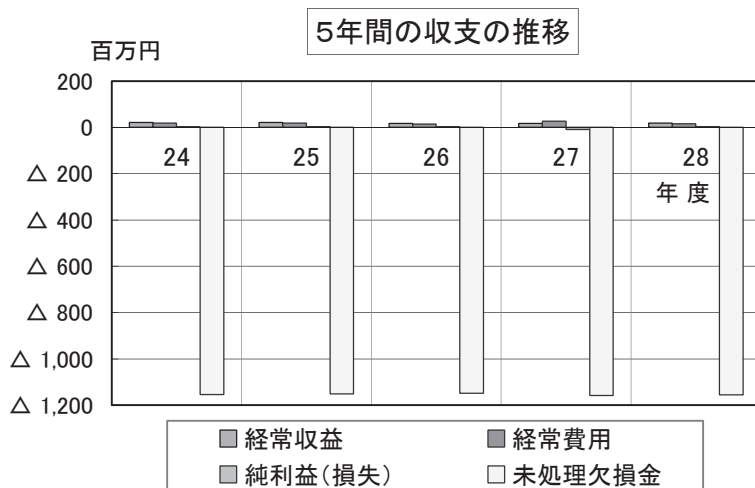 5年間の収支の推移
百万円
200
0
△ 200
△ 400
△ 600
△ 800
△ 1,000
△ 1,200
24 25 26 27 28
年 度
経常収益 経常費用
純利益(損失) 未処理欠損金